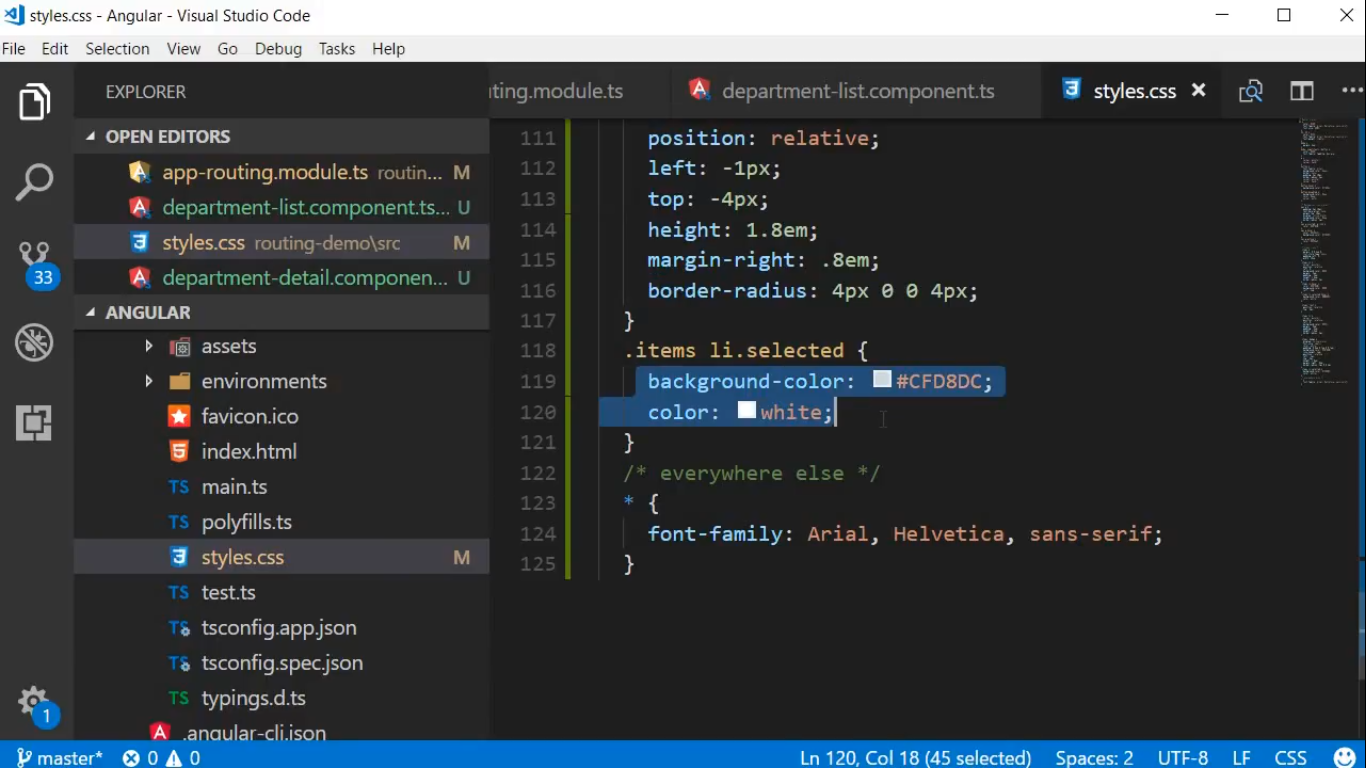 styles.css - Angular - Visual Studio Code
File Edit Selection View Go Debug Tasks Help
EXPLORER
uting.module.ts department-list.component.ts styles.css
OPEN EDITORS
app-routing.module.ts routin... M
department-list.component.ts... U
styles.css routing-demo\src M
department-detail.componen... U
33
ANGULAR
assets
environments
favicon.ico
index.html
TS main.ts
TS polyfills.ts
styles.css M
TS test.ts
TS tsconfig.app.json
TS tsconfig.spec.json
TS typings.d.ts
.angular-cli.json
1
111 position: relative;
112 left: -1px;
113 top: -4px;
114 height: 1.8em;
115 margin-right: .8em;
116 border-radius: 4px 0 0 4px;
117 }
118 .items li.selected {
119 background-color: #CFD8DC;
120 color: white;
121 }
122 /* everywhere else */
123 * {
124 font-family: Arial, Helvetica, sans-serif;
125 }
master* 0 0 Ln 120, Col 18 (45 selected) Spaces: 2 UTF-8 LF CSS